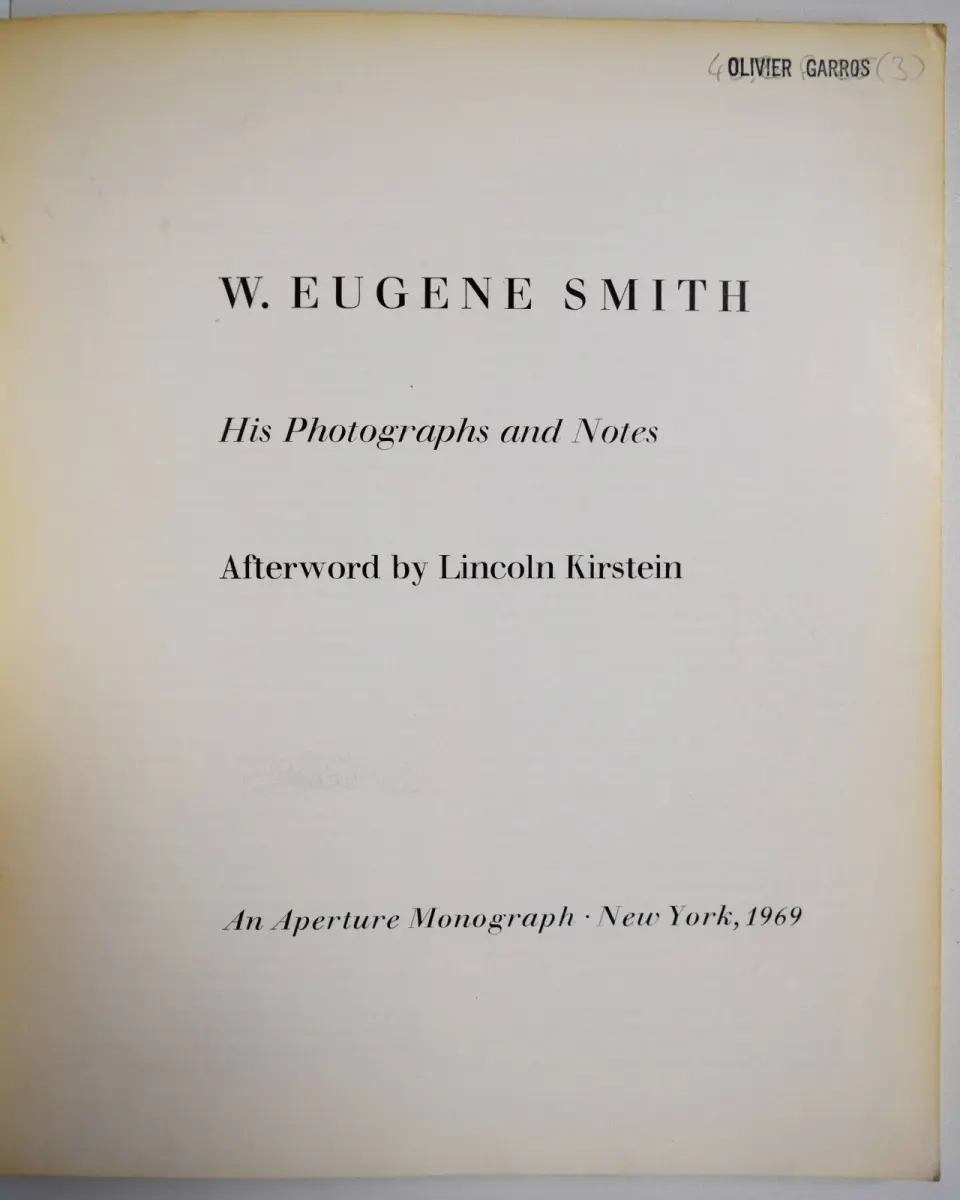 OLIVIER GARROS (3)
W. EUGENE SMITH
His Photographs and Notes
Afterword by Lincoln Kirstein
An Aperture Monograph · New York, 1969